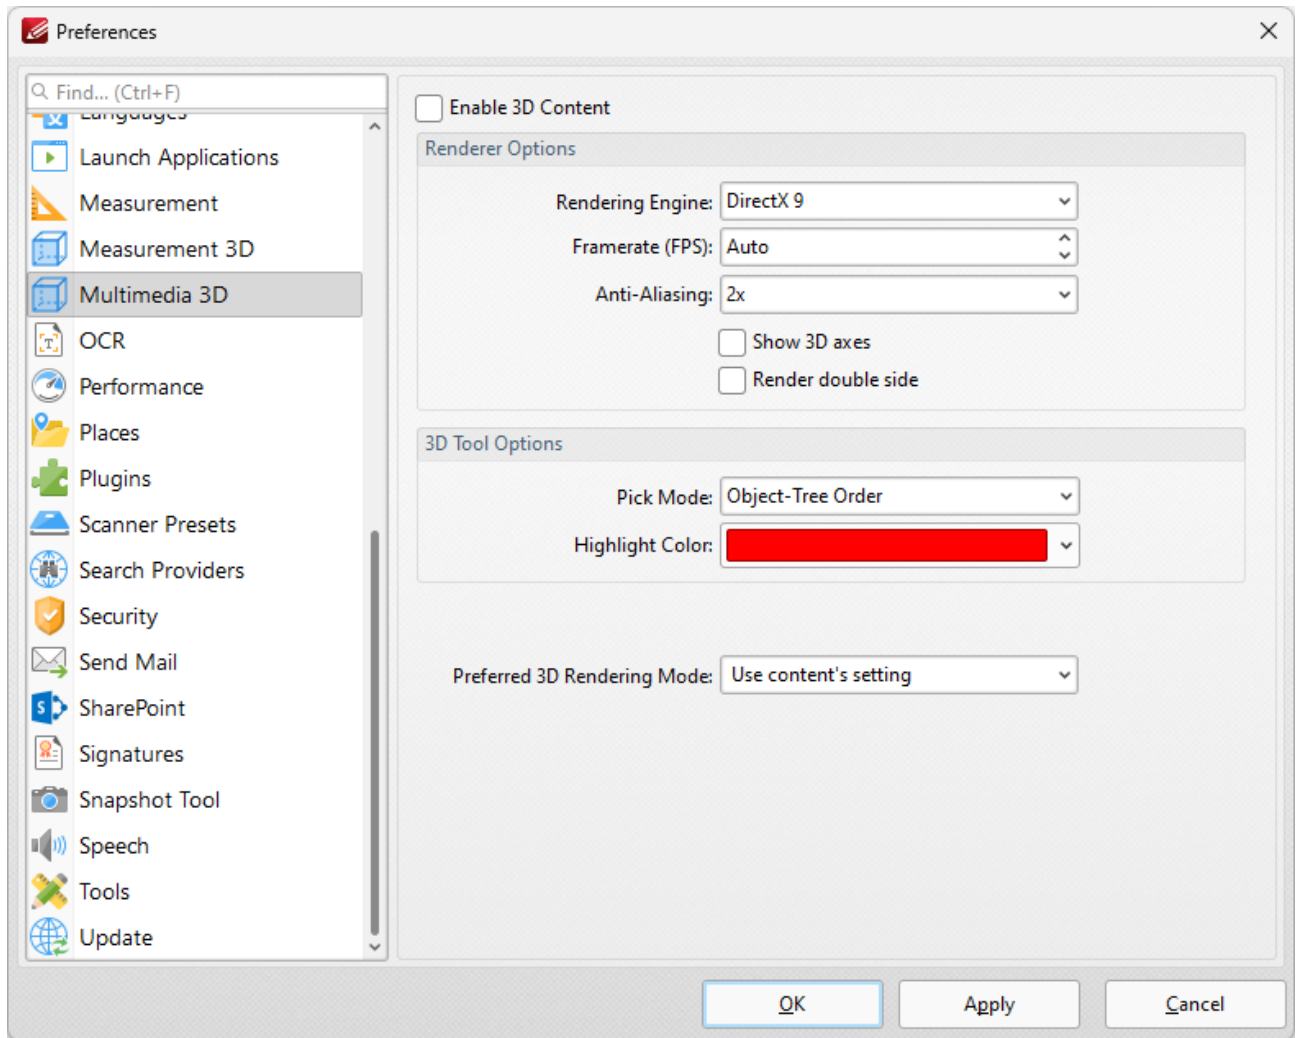 Preferences
Find... (Ctrl+F)
Languages
Launch Applications
Measurement
Measurement 3D
Multimedia 3D
OCR
Performance
Places
Plugins
Scanner Presets
Search Providers
Security
Send Mail
SharePoint
Signatures
Snapshot Tool
Speech
Tools
Update
Enable 3D Content
Renderer Options
Rendering Engine: DirectX 9
Framerate (FPS): Auto
Anti-Aliasing: 2x
Show 3D axes
Render double side
3D Tool Options
Pick Mode: Object-Tree Order
Highlight Color:
Preferred 3D Rendering Mode: Use content's setting
OK Apply Cancel